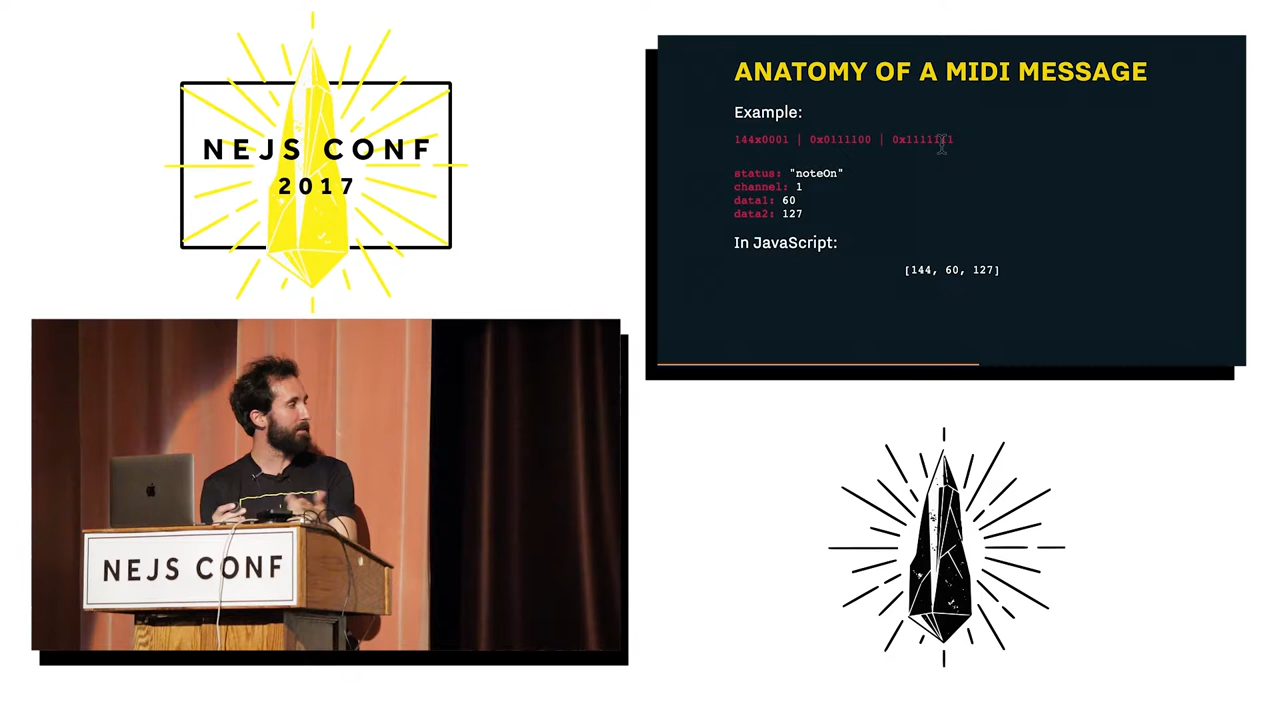 NEJS CONF
2017
ANATOMY OF A MIDI MESSAGE
Example:
144x0001 | 0x0111100 | 0x1111111
status: "noteOn"
channel: 1
data1: 60
data2: 127
In JavaScript:
[144, 60, 127]
NEJS CONF